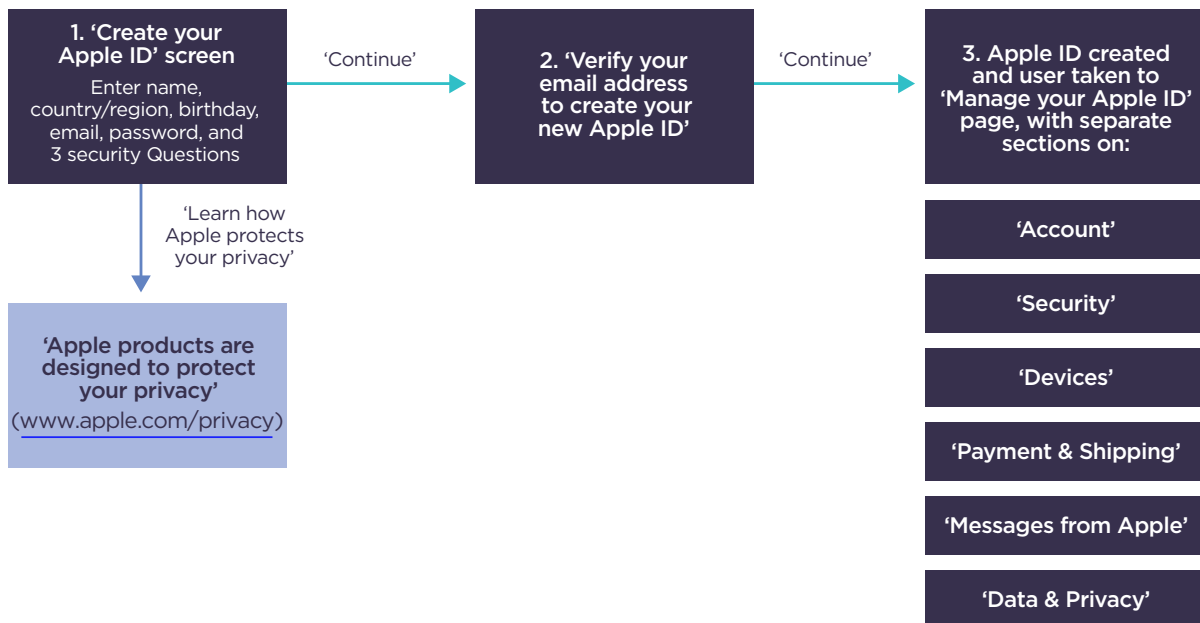 1. ‘Create your
Apple ID’ screen
Enter name,
country/region, birthday,
email, password, and
3 security Questions
‘Continue’
2. ‘Verify your
email address
to create your
new Apple ID’
‘Continue’
3. Apple ID created
and user taken to
‘Manage your Apple ID’
page, with separate
sections on:
‘Learn how
Apple protects
your privacy’
‘Apple products are
designed to protect
your privacy’
(www.apple.com/privacy)
‘Account’
‘Security’
‘Devices’
‘Payment & Shipping’
‘Messages from Apple’
‘Data & Privacy’